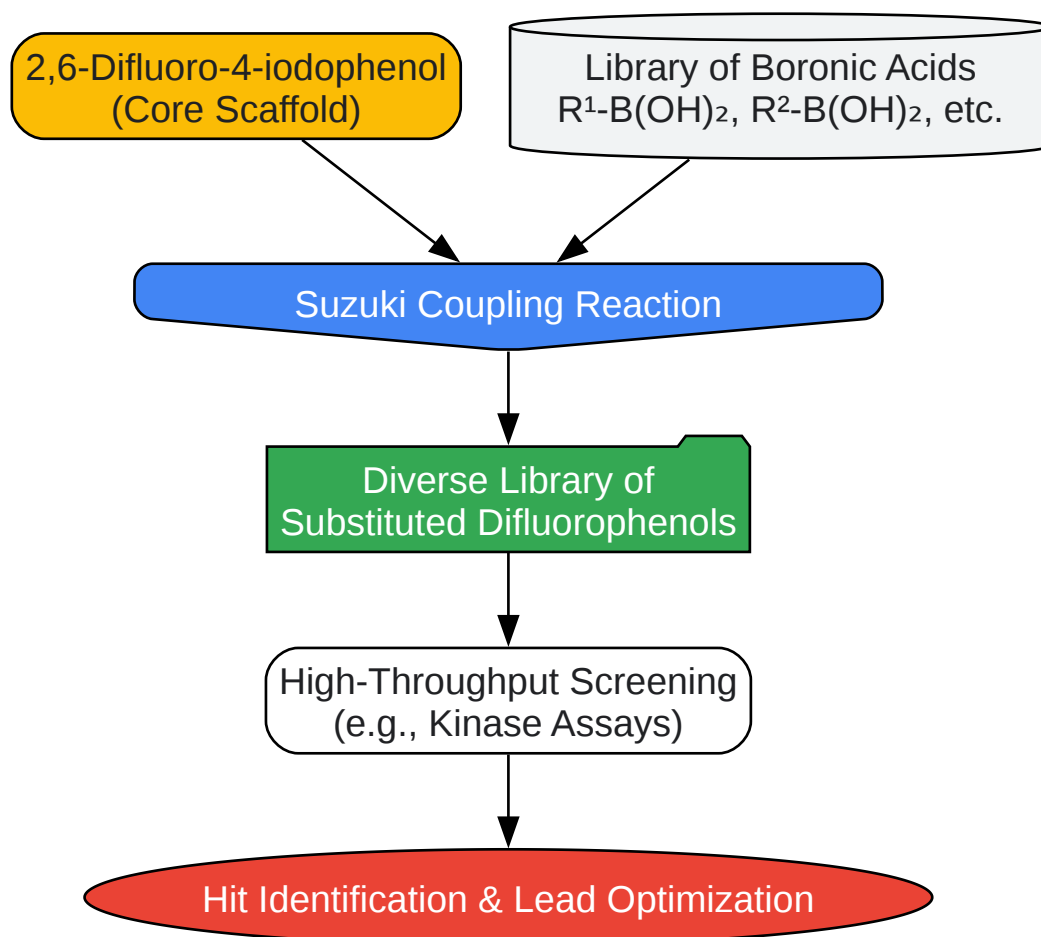 2,6-Difluoro-4-iodophenol
(Core Scaffold)
Library of Boronic Acids
R¹-B(OH)₂, R²-B(OH)₂, etc.
Suzuki Coupling Reaction
Diverse Library of
Substituted Difluorophenols
High-Throughput Screening
(e.g., Kinase Assays)
Hit Identification & Lead Optimization